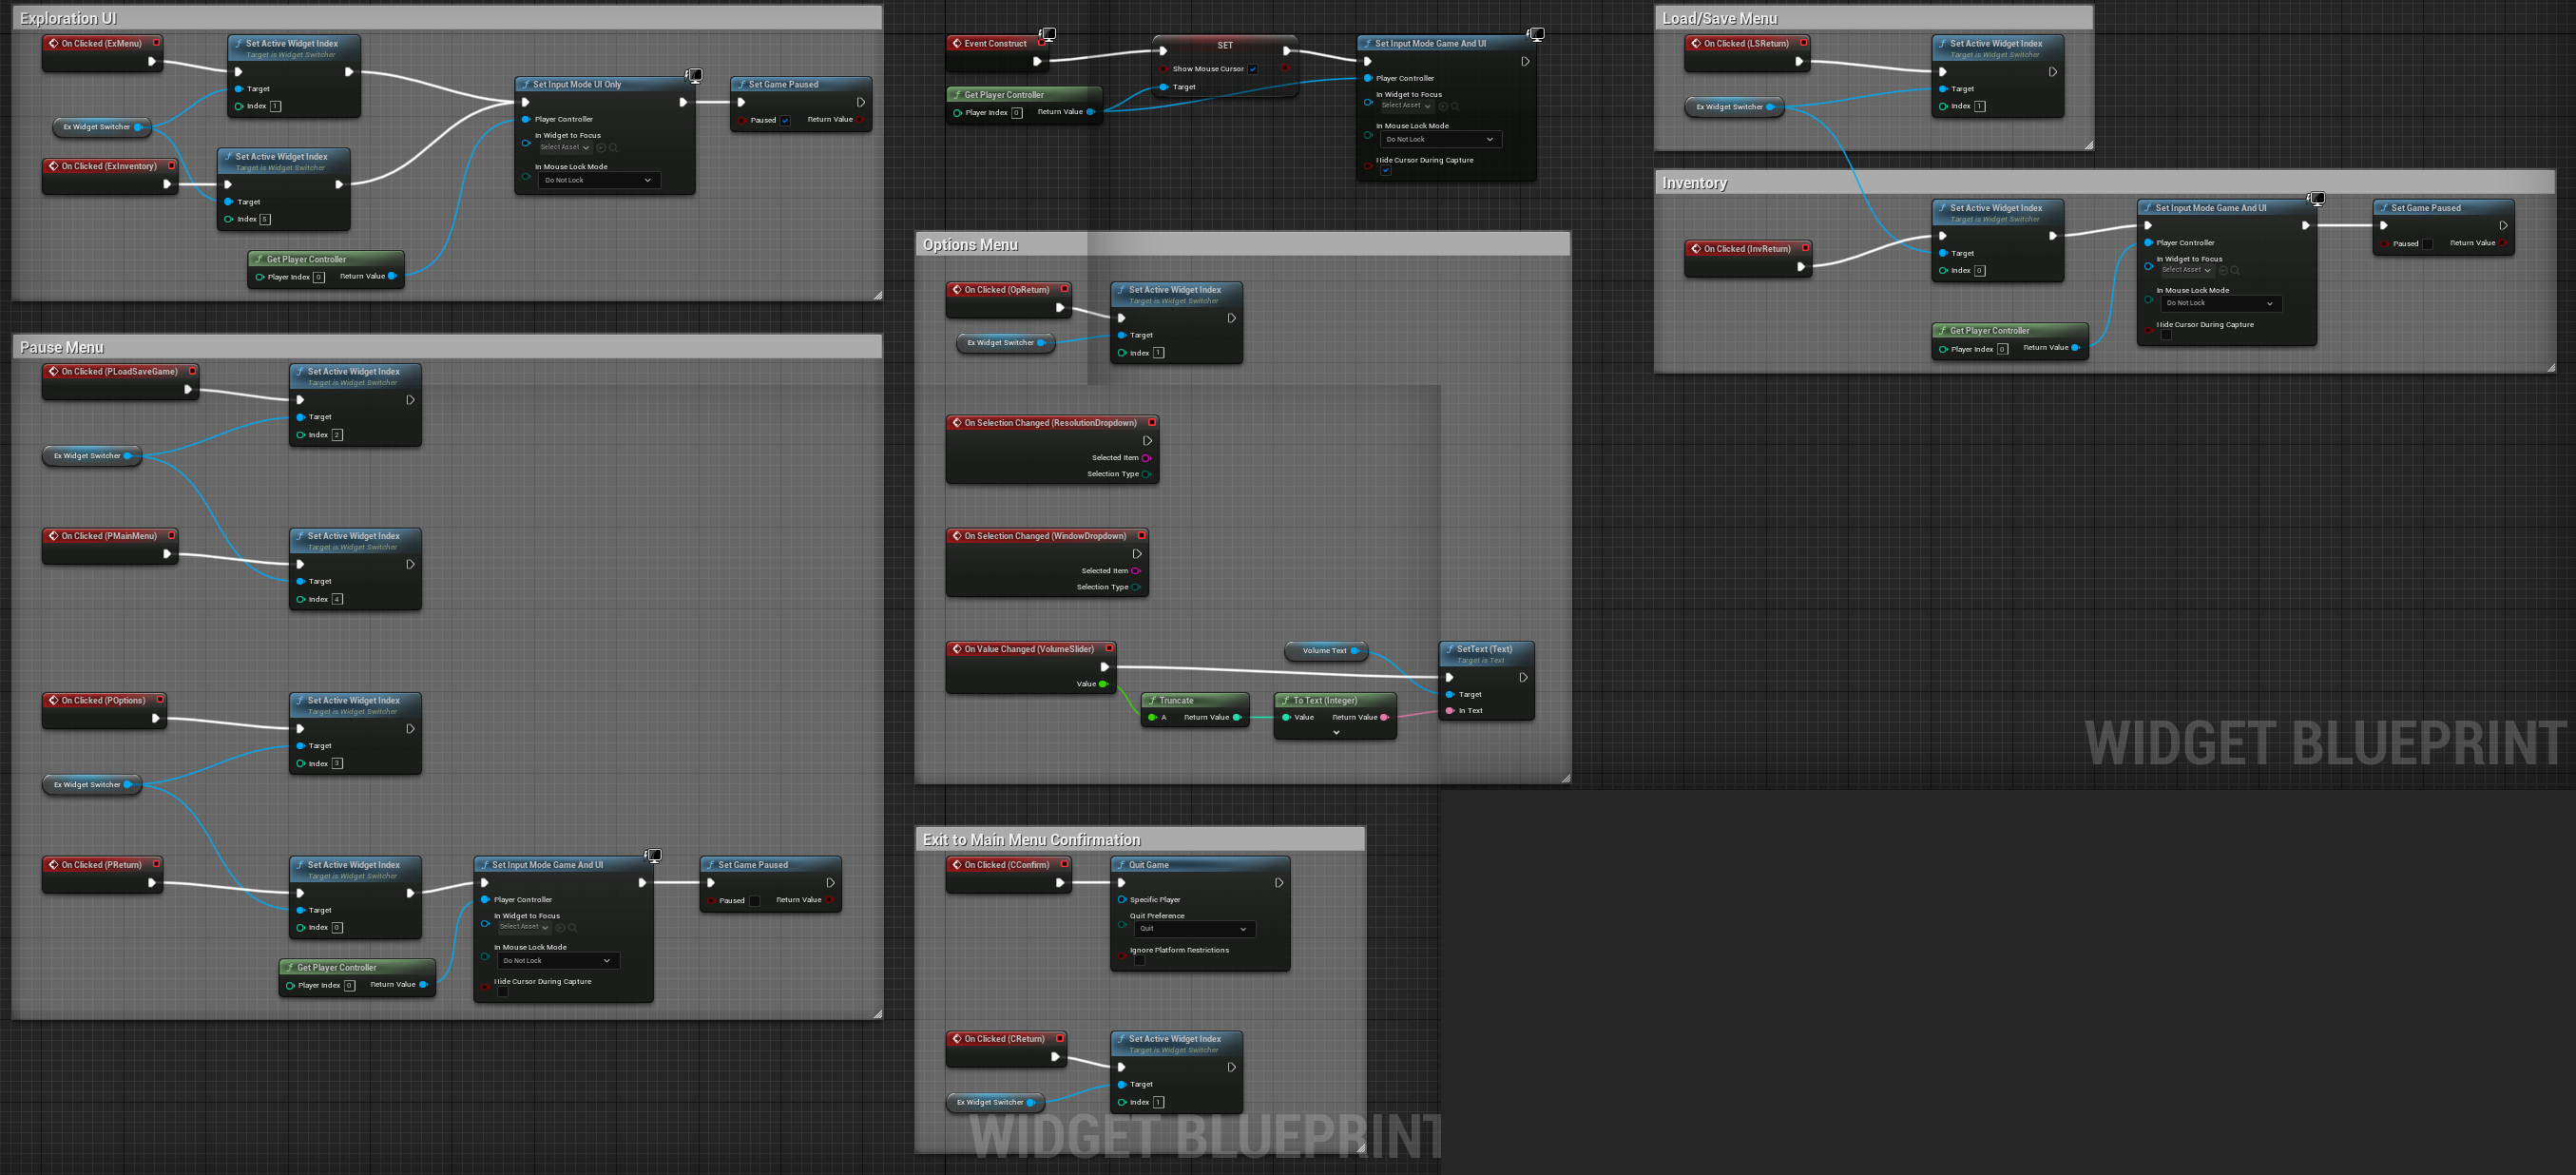 Exploration UI
On Clicked (ExMenu)
Set Active Widget Index
Target is Widget Switcher
Target
Index 1
Ex Widget Switcher
On Clicked (ExInventory)
Set Active Widget Index
Target is Widget Switcher
Target
Index 5
Get Player Controller
Player Index 0 Return Value
Set Input Mode UI Only
Player Controller
In Widget to Focus
Select Asset
In Mouse Lock Mode
Do Not Lock
Set Game Paused
Paused Return Value
Pause Menu
On Clicked (PLoadSaveGame)
Set Active Widget Index
Target is Widget Switcher
Target
Index 2
Ex Widget Switcher
On Clicked (PMainMenu)
Set Active Widget Index
Target is Widget Switcher
Target
Index 4
On Clicked (POptions)
Set Active Widget Index
Target is Widget Switcher
Target
Index 3
Ex Widget Switcher
On Clicked (PReturn)
Set Active Widget Index
Target is Widget Switcher
Target
Index 0
Get Player Controller
Player Index 0 Return Value
Set Input Mode Game And UI
Player Controller
In Widget to Focus
Select Asset
In Mouse Lock Mode
Do Not Lock
Hide Cursor During Capture
Set Game Paused
Paused Return Value
Event Construct
Get Player Controller
Player Index 0 Return Value
SET
Show Mouse Cursor
Target
Set Input Mode Game And UI
Player Controller
In Widget to Focus
Select Asset
In Mouse Lock Mode
Do Not Lock
Hide Cursor During Capture
Options Menu
On Clicked (OpReturn)
Ex Widget Switcher
Set Active Widget Index
Target is Widget Switcher
Target
Index 1
On Selection Changed (ResolutionDropdown)
Selected Item
Selection Type
On Selection Changed (WindowDropdown)
Selected Item
Selection Type
On Value Changed (VolumeSlider)
Value
Truncate
A Return Value
Volume Text
To Text (Integer)
Value Return Value
SetText (Text)
Target is Text
Target
In Text
Exit to Main Menu Confirmation
On Clicked (CConfirm)
Quit Game
Specific Player
Quit Preference
Quit
Ignore Platform Restrictions
On Clicked (CReturn)
Ex Widget Switcher
Set Active Widget Index
Target is Widget Switcher
Target
Index 1
WIDGET BLUEPRINT
Load/Save Menu
On Clicked (LSReturn)
Ex Widget Switcher
Set Active Widget Index
Target is Widget Switcher
Target
Index 1
Inventory
On Clicked (InvReturn)
Set Active Widget Index
Target is Widget Switcher
Target
Index 0
Get Player Controller
Player Index 0 Return Value
Set Input Mode Game And UI
Player Controller
In Widget to Focus
Select Asset
In Mouse Lock Mode
Do Not Lock
Hide Cursor During Capture
Set Game Paused
Paused Return Value
WIDGET BLUEPRINT